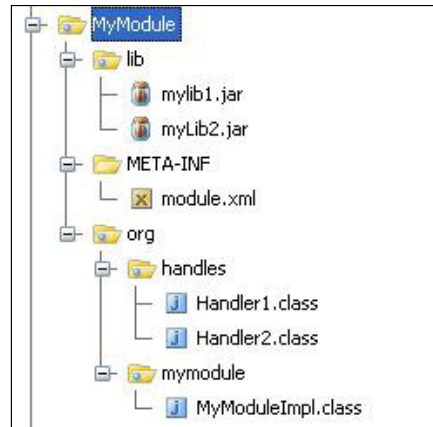 MyModule
lib
mylib1.jar
myLib2.jar
META-INF
module.xml
org
handles
Handler1.class
Handler2.class
mymodule
MyModuleImpl.class